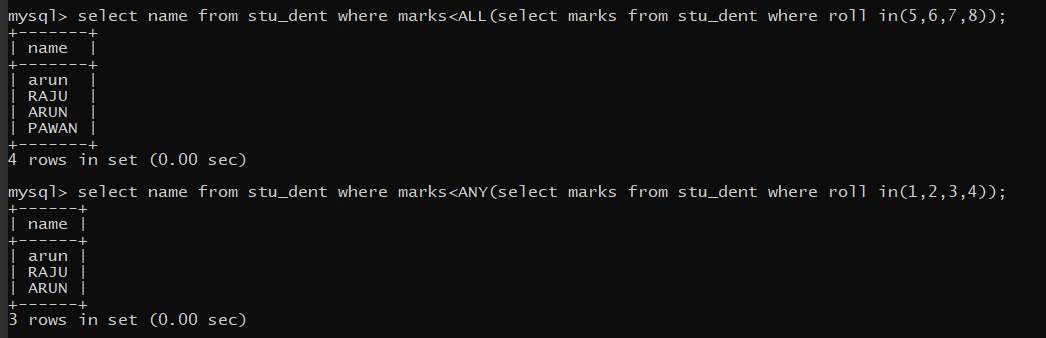 mysql> select name from stu_dent where marks<ALL(select marks from stu_dent where roll in(5,6,7,8));
+-------+
| name  |
+-------+
| arun  |
| RAJU  |
| ARUN  |
| PAWAN |
+-------+
4 rows in set (0.00 sec)
mysql> select name from stu_dent where marks<ANY(select marks from stu_dent where roll in(1,2,3,4));
+------+
| name |
+------+
| arun |
| RAJU |
| ARUN |
+------+
3 rows in set (0.00 sec)